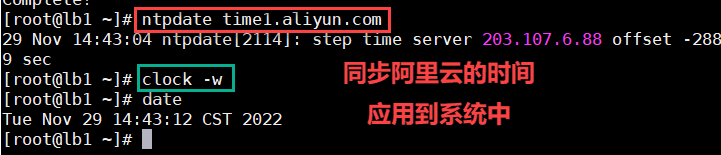 Complete!
[root@lb1 ~]# ntpdate time1.aliyun.com
29 Nov 14:43:04 ntpdate[2114]: step time server 203.107.6.88 offset -288
9 sec
[root@lb1 ~]# clock -w
同步阿里云的时间
[root@lb1 ~]# date
Tue Nov 29 14:43:12 CST 2022
应用到系统中
[root@lb1 ~]#